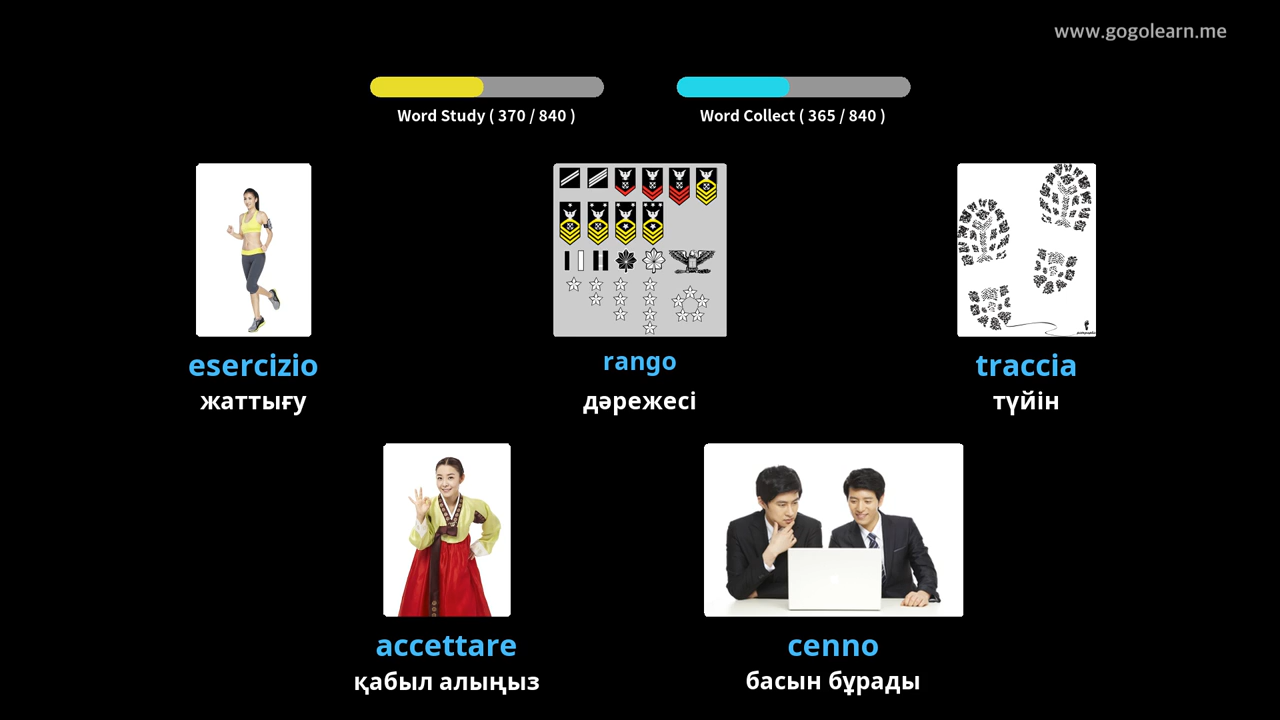 www.gogolearn.me
Word Study ( 370 / 840 )
Word Collect ( 365 / 840 )
esercizio
жаттығу
rango
дәрежесі
traccia
түйін
accettare
қабыл алыңыз
cenno
басын бұрады